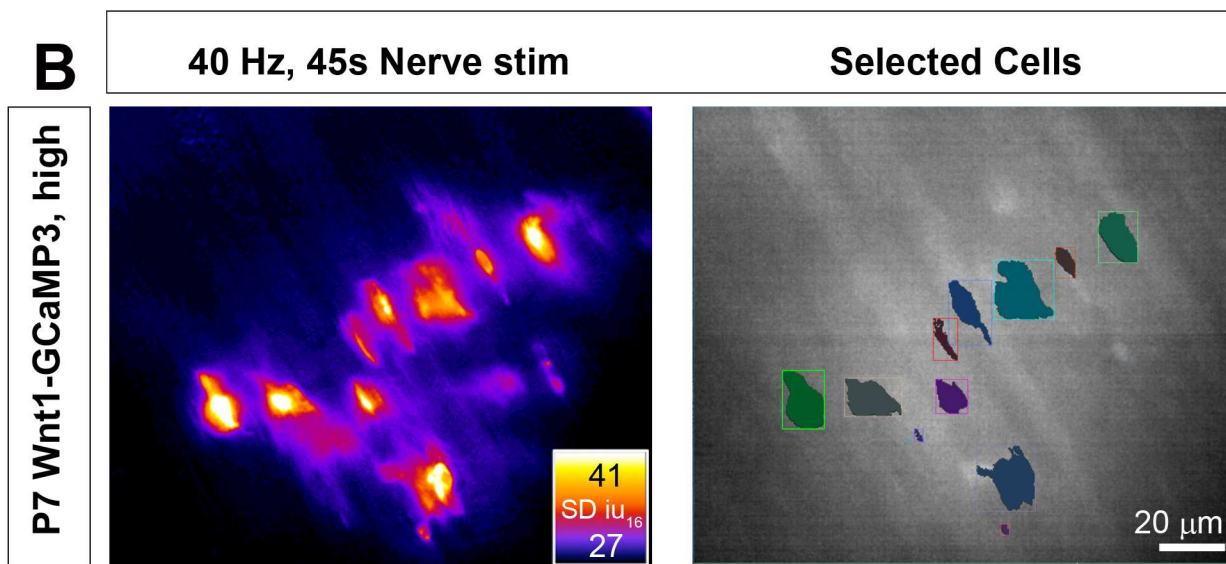 B
40 Hz, 45s Nerve stim
Selected Cells
P7 Wnt1-GCaMP3, high
41
SD iu₁₆
27
20 μm